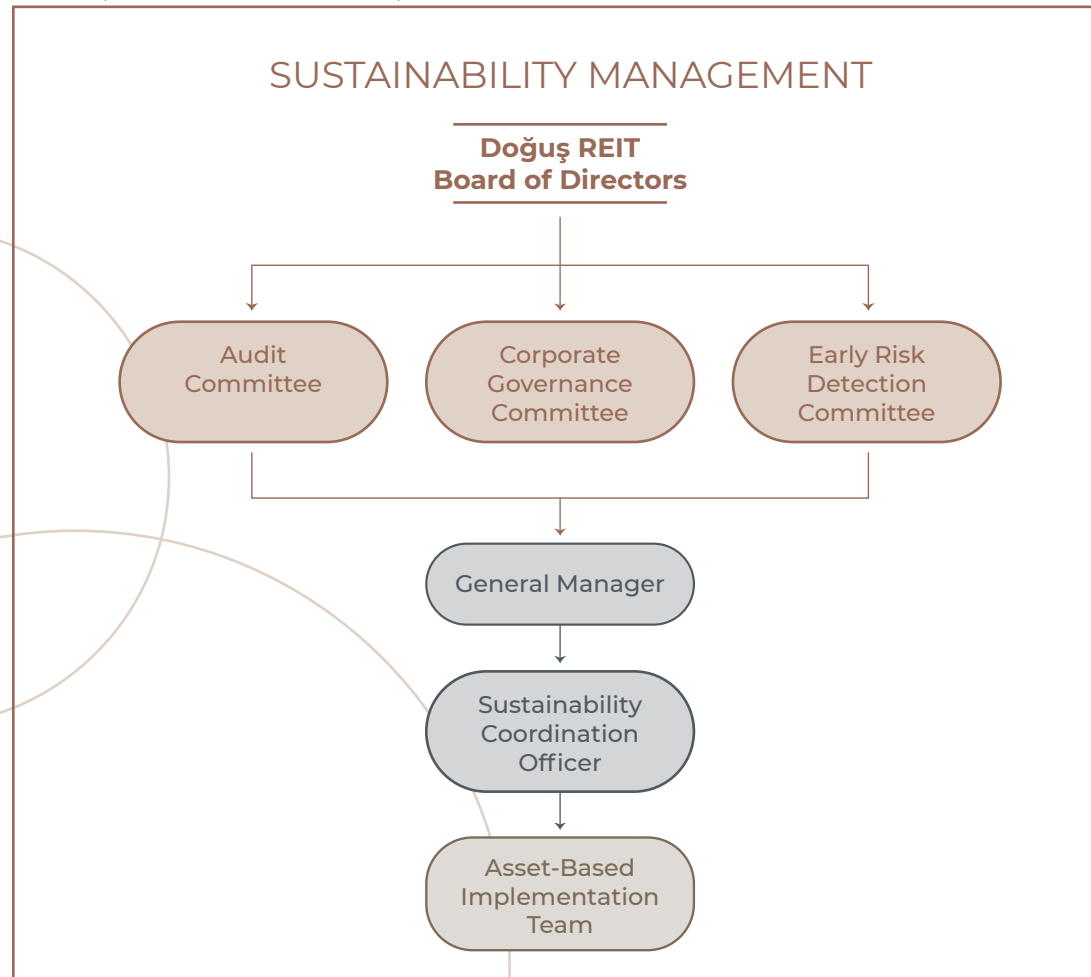 SUSTAINABILITY MANAGEMENT
Doğuş REIT
Board of Directors
Audit
Committee
Corporate
Governance
Committee
Early Risk
Detection
Committee
General Manager
Sustainability
Coordination
Officer
Asset-Based
Implementation
Team